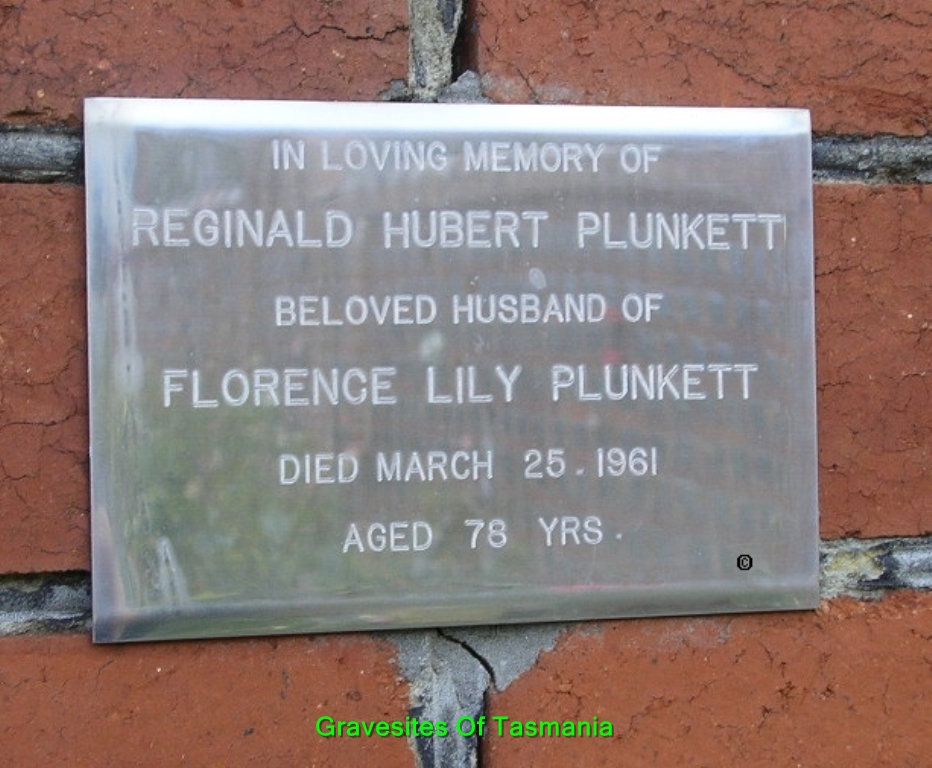 IN LOVING MEMORY OF
REGINALD HUBERT PLUNKETT
BELOVED HUSBAND OF
FLORENCE LILY PLUNKETT
DIED MARCH 25. 1961
AGED 78 YRS.
©
Gravesites Of Tasmania